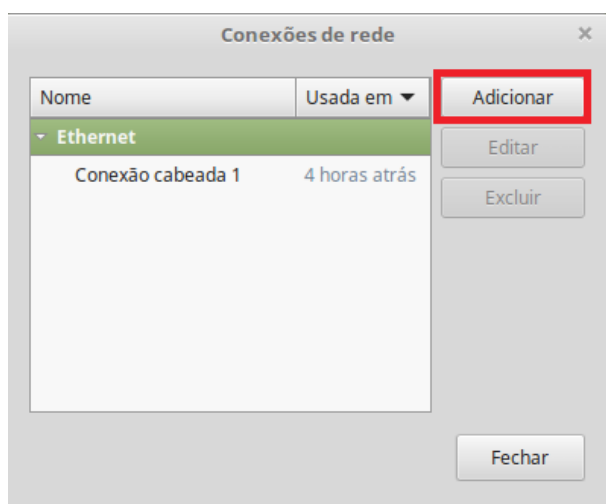 Conexões de rede
Nome
Usada em
Adicionar
Ethernet
Editar
Conexão cabeada 1
4 horas atrás
Excluir
Fechar